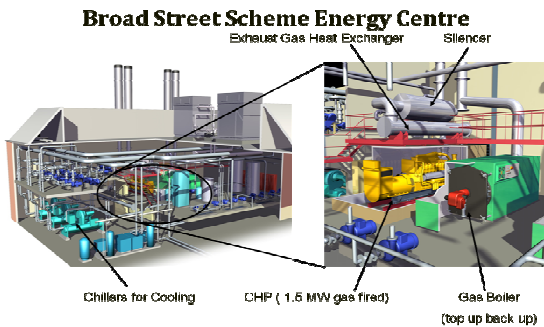 Broad Street Scheme Energy Centre
Exhaust Gas Heat Exchanger
Silencer
Chillers for Cooling
CHP ( 1.5 MW gas fired)
Gas Boiler
(top up back up)